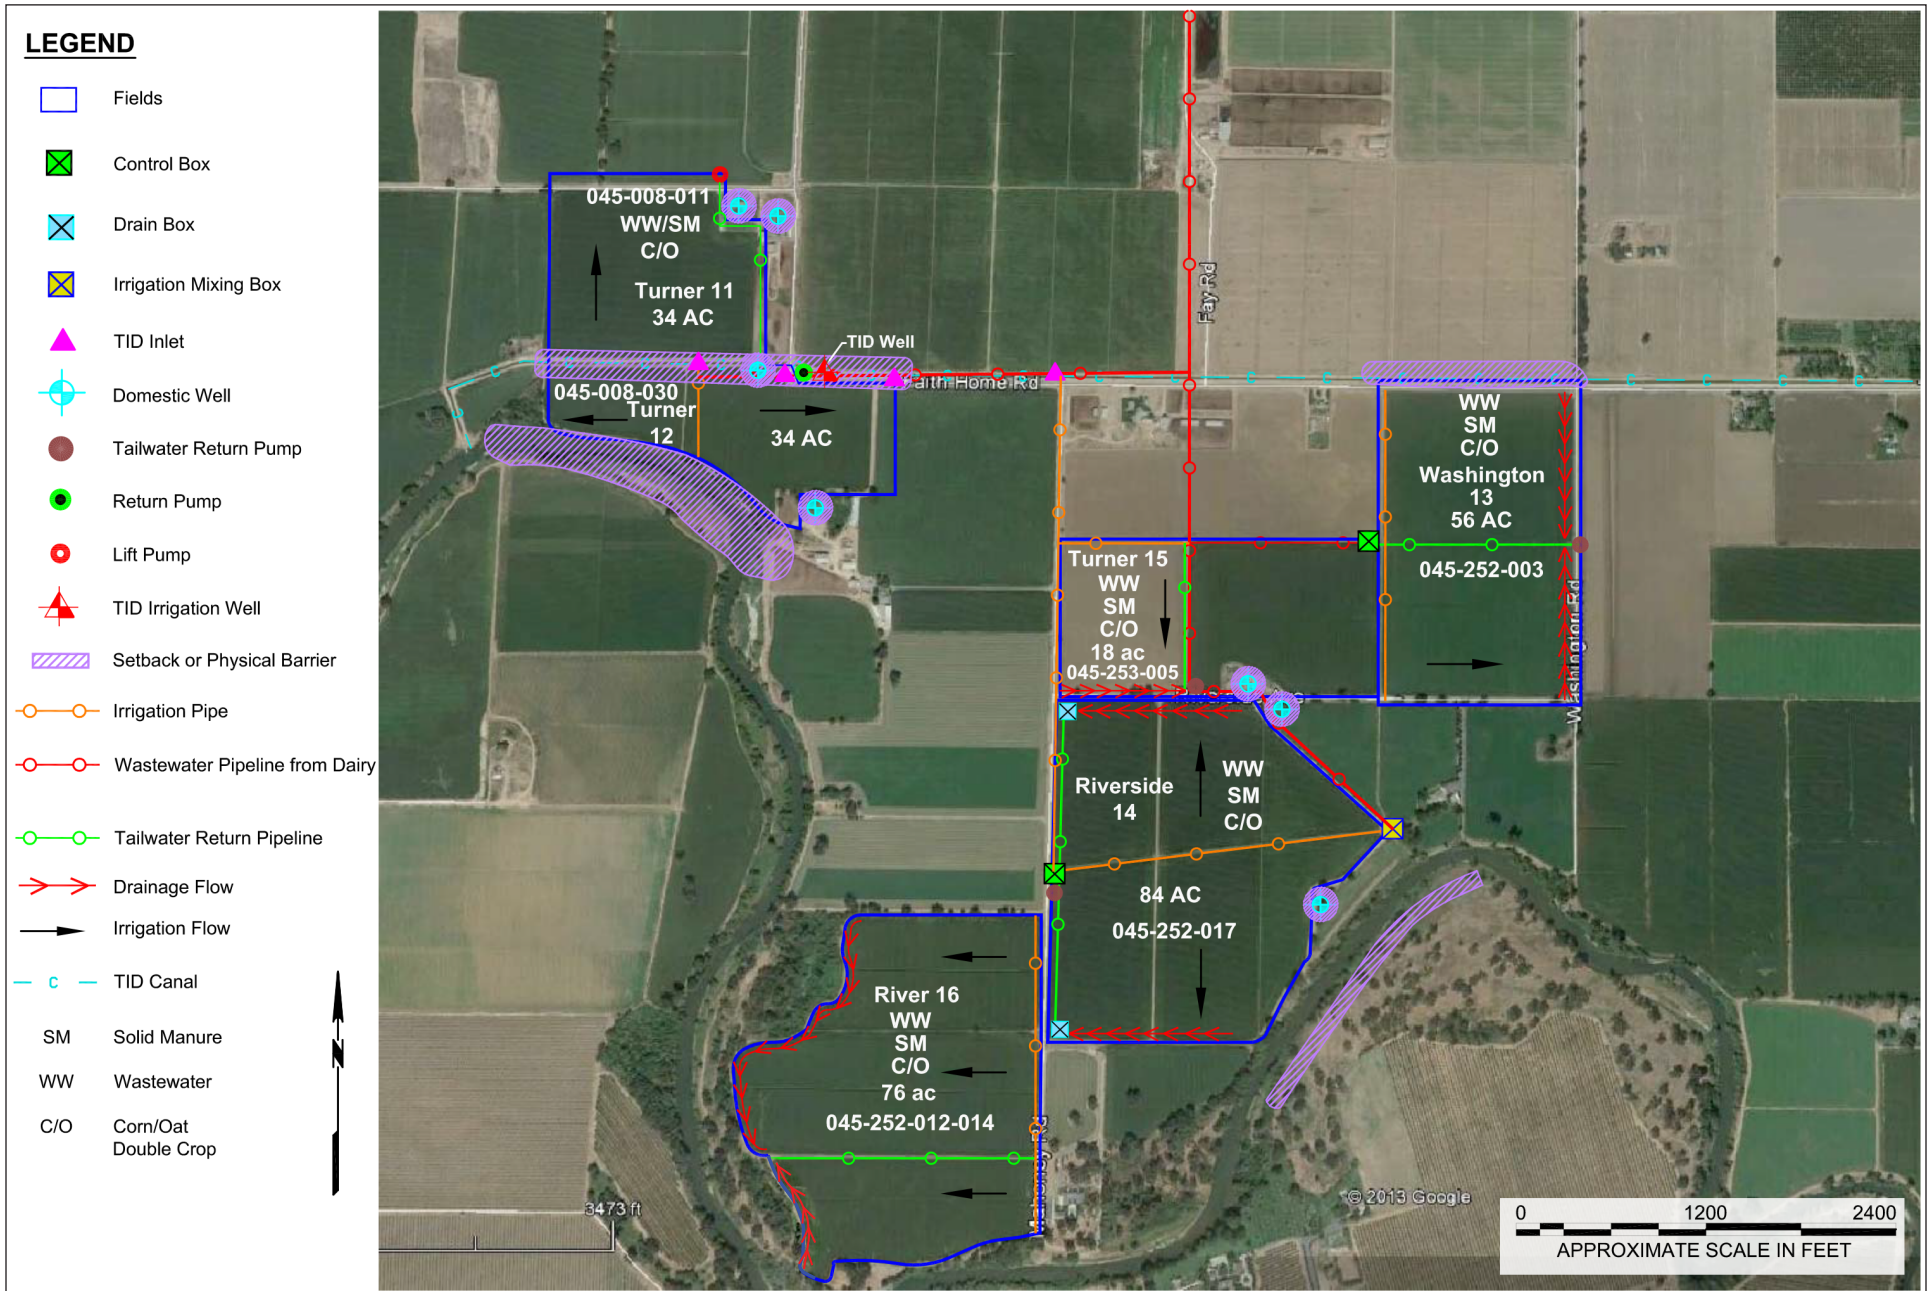 LEGEND
Fields
Control Box
Drain Box
Irrigation Mixing Box
TID Inlet
Domestic Well
Tailwater Return Pump
Return Pump
Lift Pump
TID Irrigation Well
Setback or Physical Barrier
Irrigation Pipe
Wastewater Pipeline from Dairy
Tailwater Return Pipeline
Drainage Flow
Irrigation Flow
C TID Canal
SM Solid Manure
WW Wastewater
C/O Corn/Oat
Double Crop
N
045-008-011
WW/SM
C/O
Turner 11
34 AC
TID Well
Faith Home Rd
Fay Rd
045-008-030
Turner
12
34 AC
WW
SM
C/O
Washington
13
56 AC
045-252-003
Washington Rd
Turner 15
WW
SM
C/O
18 ac
045-253-005
Riverside
14
WW
SM
C/O
84 AC
045-252-017
River 16
WW
SM
C/O
76 ac
045-252-012-014
3473 ft
© 2013 Google
0 1200 2400
APPROXIMATE SCALE IN FEET